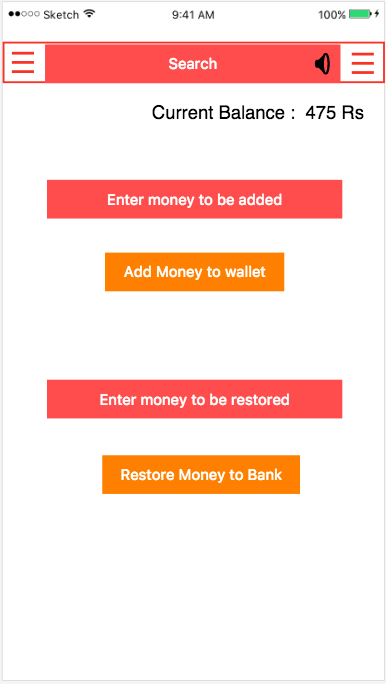 Sketch 9:41 AM 100%
Search
Current Balance : 475 Rs
Enter money to be added
Add Money to wallet
Enter money to be restored
Restore Money to Bank